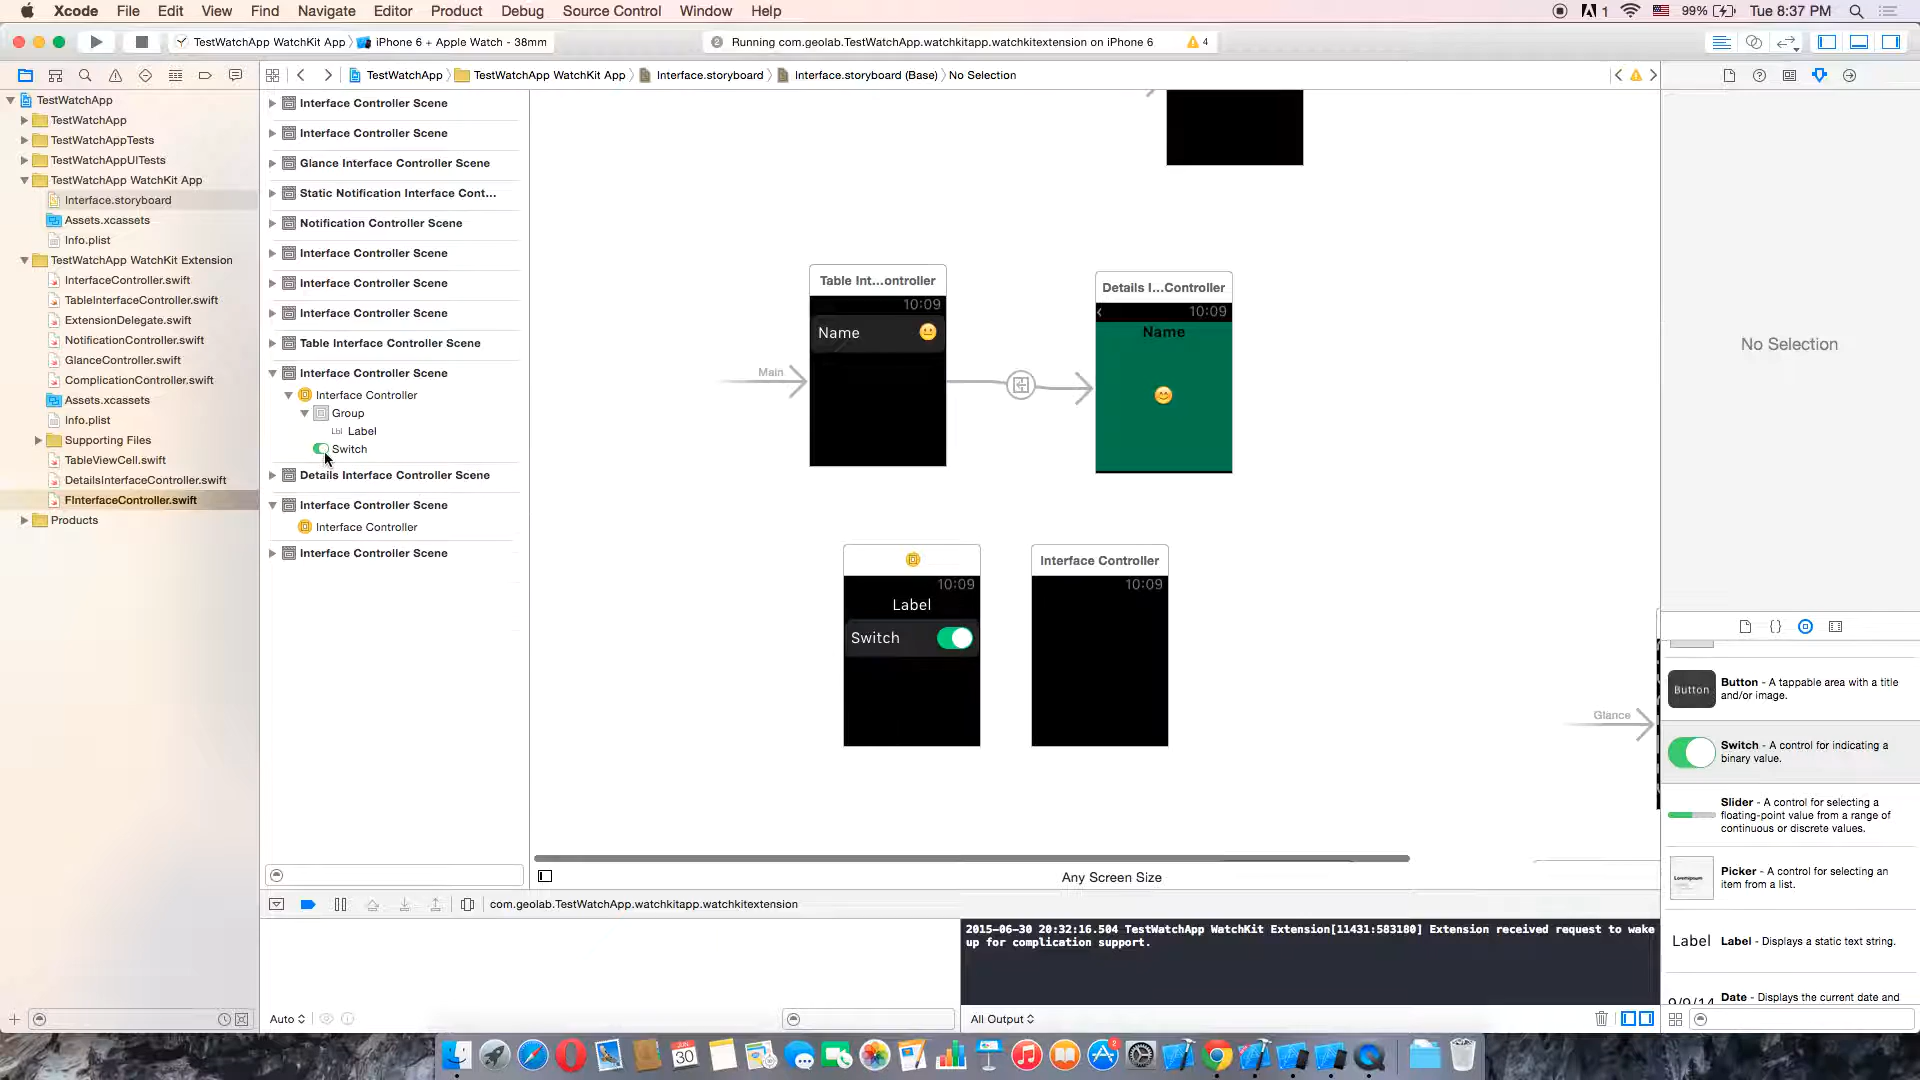 Xcode File Edit View Find Navigate Editor Product Debug Source Control Window Help
1 99% Tue 8:37 PM
TestWatchApp WatchKit App iPhone 6 + Apple Watch - 38mm
2 Running com.geolab.TestWatchApp.watchkitapp.watchkitextension on iPhone 6 4
TestWatchApp TestWatchApp WatchKit App Interface.storyboard Interface.storyboard (Base) No Selection
TestWatchApp
TestWatchApp
TestWatchAppTests
TestWatchAppUITests
TestWatchApp WatchKit App
Interface.storyboard
Assets.xcassets
Info.plist
TestWatchApp WatchKit Extension
InterfaceController.swift
TableInterfaceController.swift
ExtensionDelegate.swift
NotificationController.swift
GlanceController.swift
ComplicationController.swift
Assets.xcassets
Info.plist
Supporting Files
TableViewCell.swift
DetailsInterfaceController.swift
FInterfaceController.swift
Products
Interface Controller Scene
Interface Controller Scene
Glance Interface Controller Scene
Static Notification Interface Cont...
Notification Controller Scene
Interface Controller Scene
Interface Controller Scene
Interface Controller Scene
Table Interface Controller Scene
Interface Controller Scene
Interface Controller
Group
Lbl Label
Switch
Details Interface Controller Scene
Interface Controller Scene
Interface Controller
Interface Controller Scene
Main
Table Int...ontroller
10:09
Name
Details I...Controller
10:09
Name
10:09
Label
Switch
Interface Controller
10:09
Glance
Any Screen Size
No Selection
Button
Button - A tappable area with a title
and/or image.
Switch - A control for indicating a
binary value.
Slider - A control for selecting a
floating-point value from a range of
continuous or discrete values.
Picker - A control for selecting an
item from a list.
Label Label - Displays a static text string.
Date - Displays the current date and
com.geolab.TestWatchApp.watchkitapp.watchkitextension
2015-06-30 20:32:16.504 TestWatchApp WatchKit Extension[11431:583180] Extension received request to wake
up for complication support.
Auto
All Output
JUN
30
2